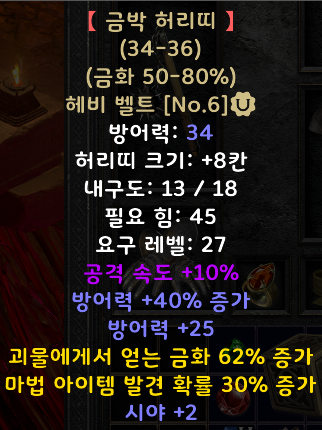 【 금박 허리띠 】
(34-36)
(금화 50-80%)
헤비 벨트 [No.6]
방어력: 34
허리띠 크기: +8칸
내구도: 13 / 18
필요 힘: 45
요구 레벨: 27
공격 속도 +10%
방어력 +40% 증가
방어력 +25
괴물에게서 얻는 금화 62% 증가
마법 아이템 발견 확률 30% 증가
시야 +2